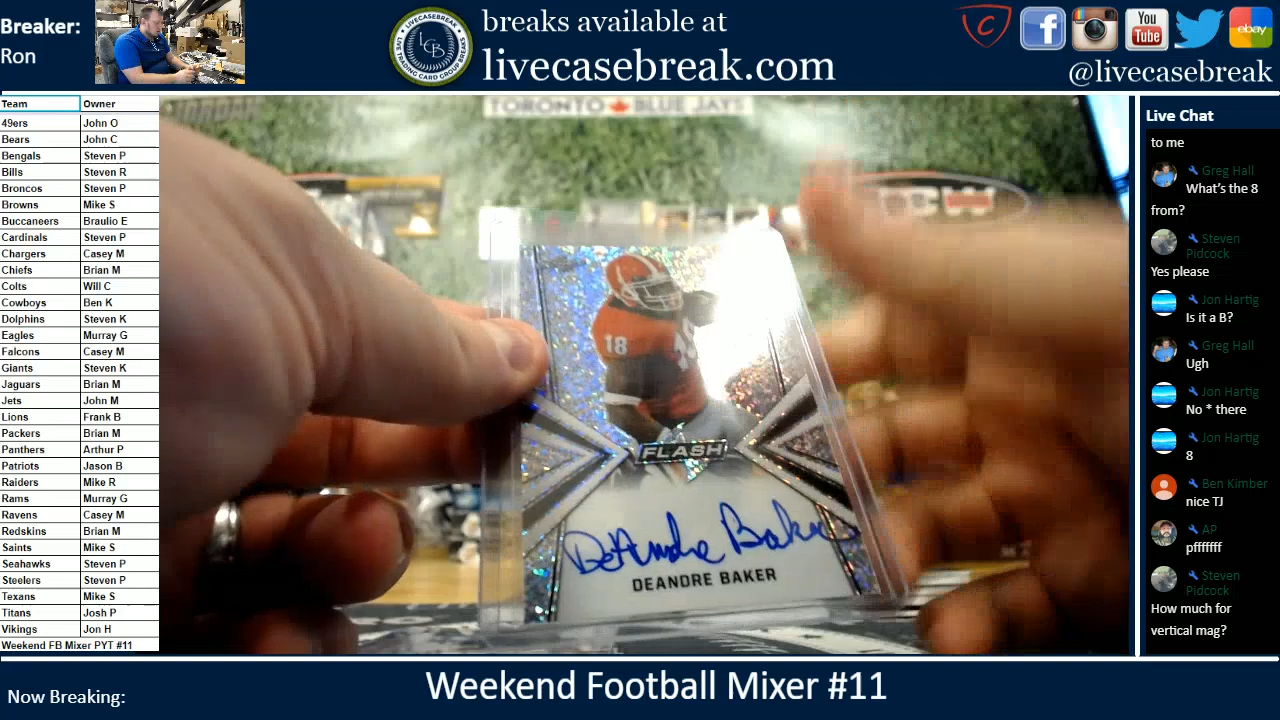 Breaker:
Ron
breaks available at
livecasebreak.com
LIVECASEBREAK
LCB
You
Tube
ebay
@livecasebreak
Team Owner
49ers John O
Bears John C
Bengals Steven P
Bills Steven R
Broncos Steven P
Browns Mike S
Buccaneers Braulio E
Cardinals Steven P
Chargers Casey M
Chiefs Brian M
Colts Will C
Cowboys Ben K
Dolphins Steven K
Eagles Murray G
Falcons Casey M
Giants Steven K
Jaguars Brian M
Jets John M
Lions Frank B
Packers Brian M
Panthers Arthur P
Patriots Jason B
Raiders Mike R
Rams Murray G
Ravens Casey M
Redskins Brian M
Saints Mike S
Seahawks Steven P
Steelers Steven P
Texans Mike S
Titans Josh P
Vikings Jon H
Weekend FB Mixer PYT #11
TORONTO BLUE JAYS
BCW
18
FLASH
DeAndre Baker
DEANDRE BAKER
Live Chat
to me
Greg Hall
What's the 8
from?
Steven
Pidcock
Yes please
Jon Hartig
Is it a B?
Greg Hall
Ugh
Jon Hartig
No * there
Jon Hartig
8
Ben Kimber
nice TJ
AP
pfffffff
Steven
Pidcock
How much for
vertical mag?
Now Breaking:
Weekend Football Mixer #11